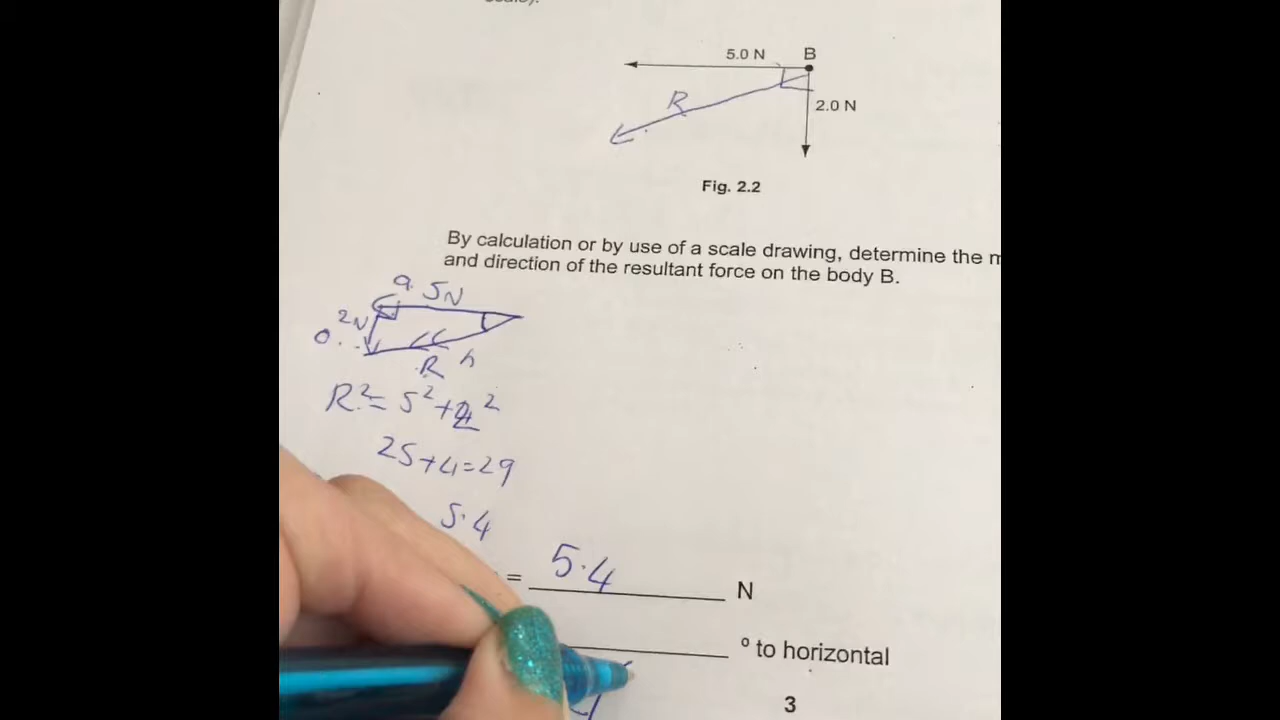 5.0 N B
R
2.0 N
Fig. 2.2
By calculation or by use of a scale drawing, determine the
and direction of the resultant force on the body B.
a. 5N
2N
o.
R h
R²= 5²+2²
25+4=29
5.4
= 5.4 N
° to horizontal
3